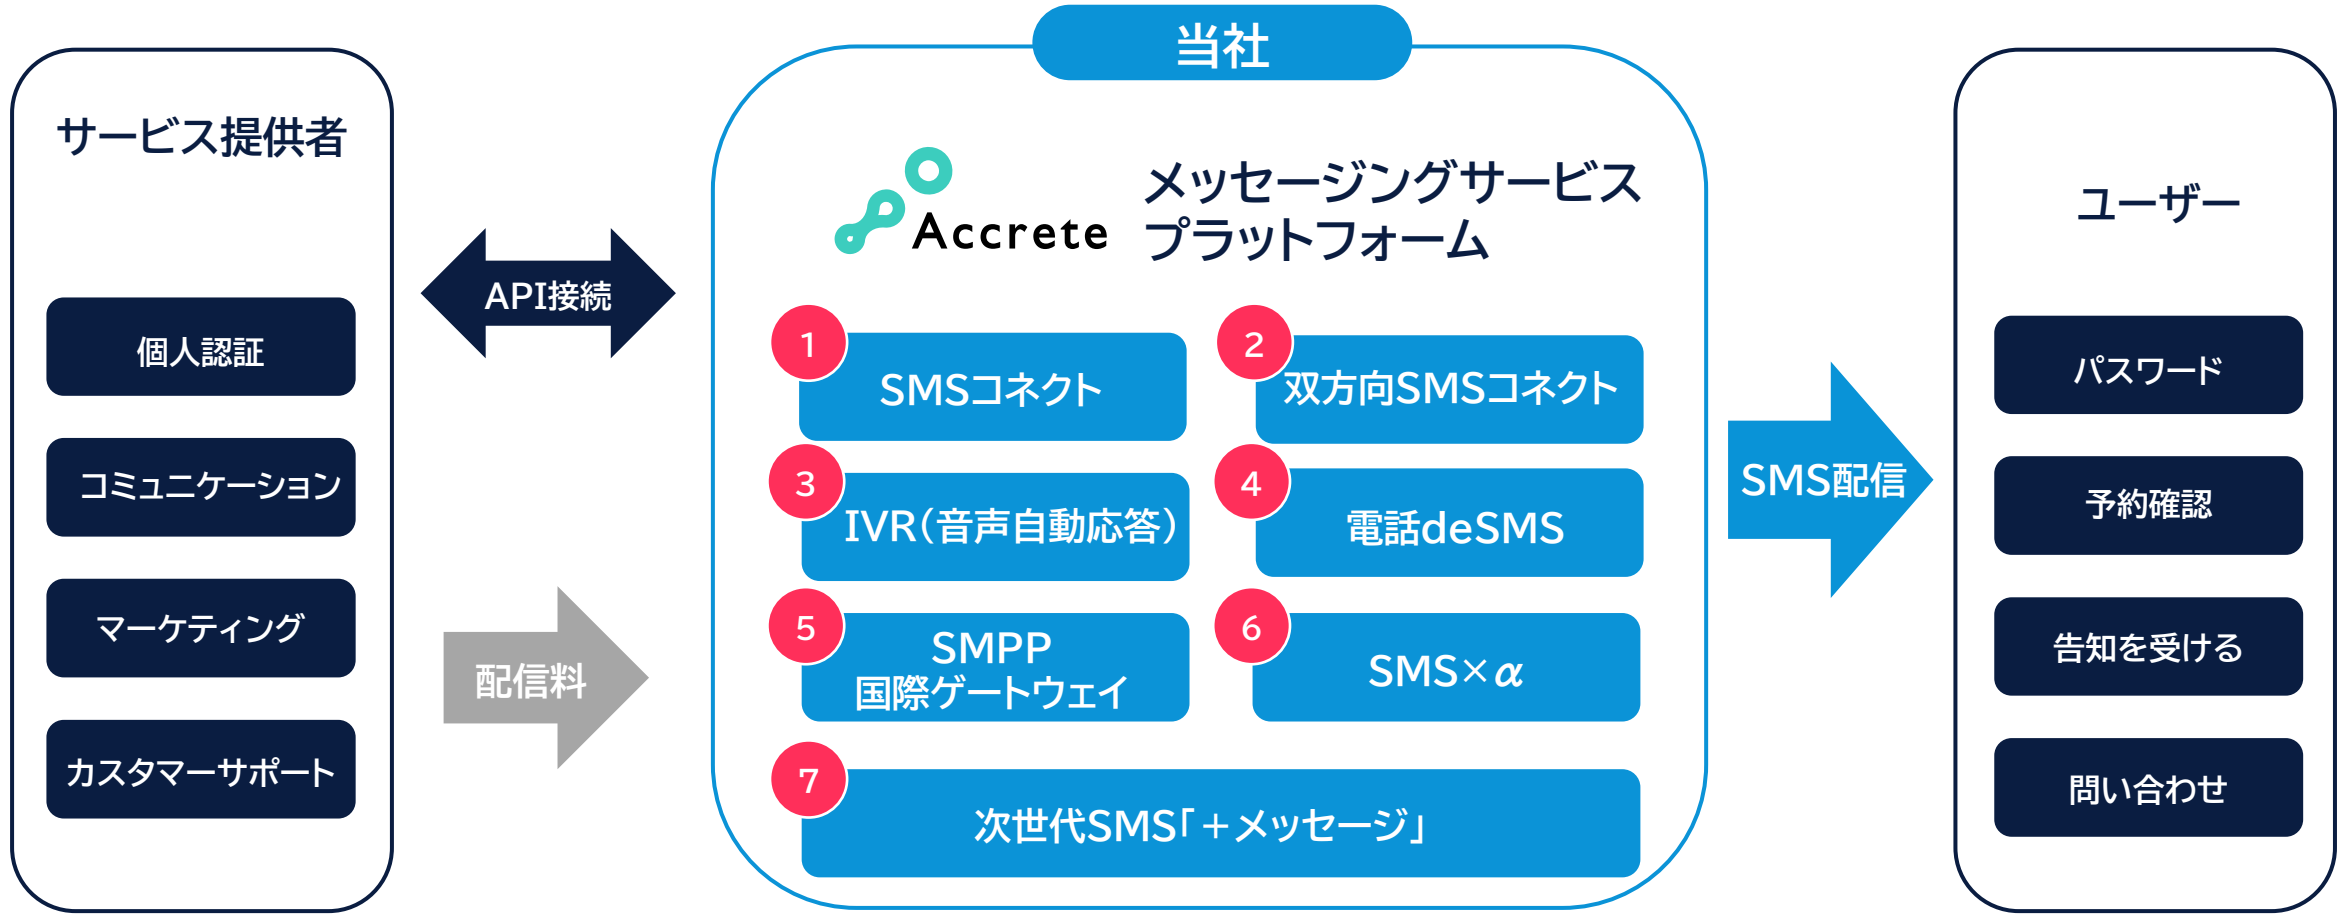 サービス提供者
個人認証
コミュニケーション
マーケティング
カスタマーサポート
API接続
配信料
当社
Accrete
メッセージングサービス
プラットフォーム
1
SMSコネクト
2
双方向SMSコネクト
3
IVR(音声自動応答)
4
電話deSMS
5
SMPP
国際ゲートウェイ
6
SMS×α
7
次世代SMS「+メッセージ」
SMS配信
ユーザー
パスワード
予約確認
告知を受ける
問い合わせ